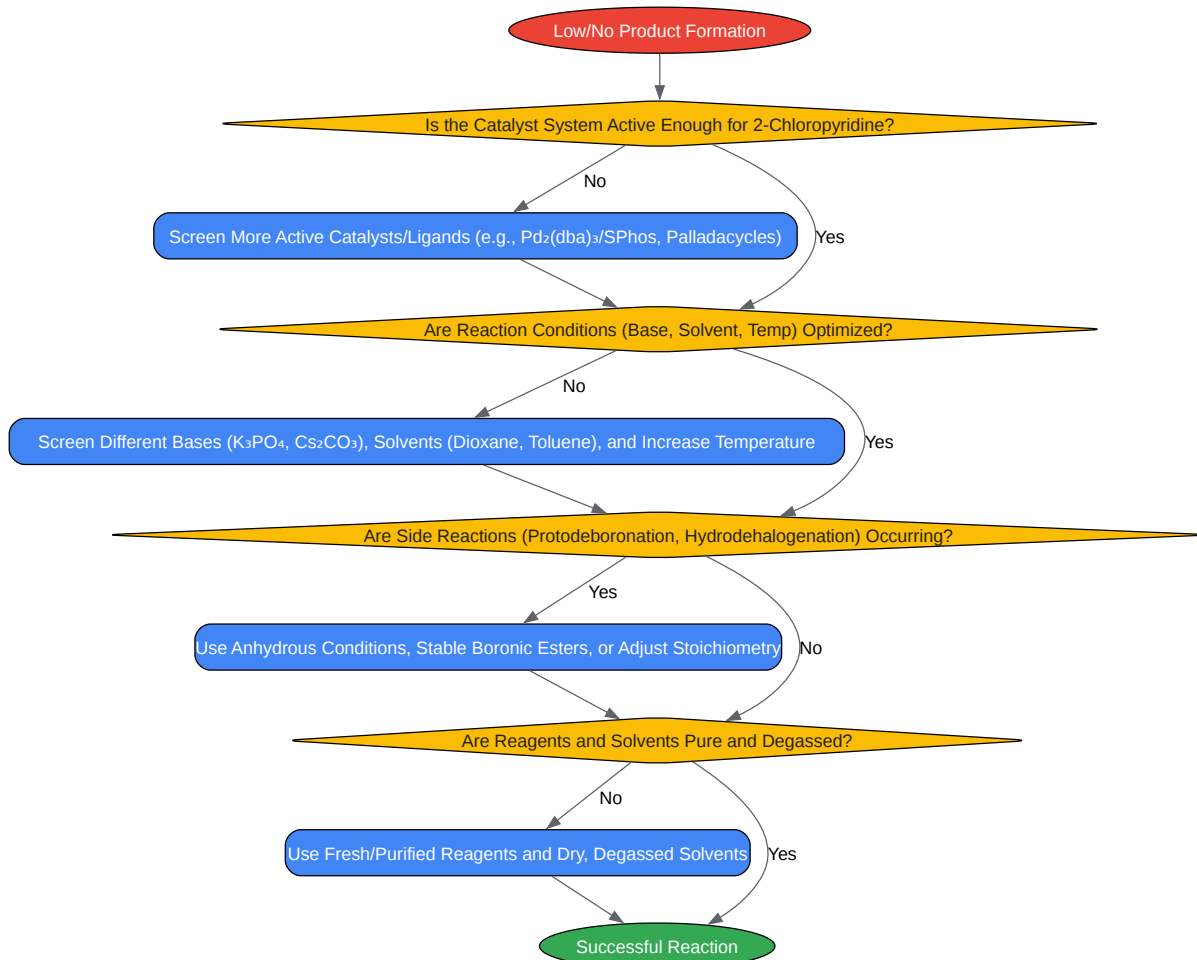 Low/No Product Formation
Is the Catalyst System Active Enough for 2-Chloropyridine?
No
Screen More Active Catalysts/Ligands (e.g., Pd₂(dba)₃/SPhos, Palladacycles)
Yes
Are Reaction Conditions (Base, Solvent, Temp) Optimized?
No
Screen Different Bases (K₃PO₄, Cs₂CO₃), Solvents (Dioxane, Toluene), and Increase Temperature
Yes
Are Side Reactions (Protodeboronation, Hydrodehalogenation) Occurring?
Yes
Use Anhydrous Conditions, Stable Boronic Esters, or Adjust Stoichiometry
No
Are Reagents and Solvents Pure and Degassed?
No
Use Fresh/Purified Reagents and Dry, Degassed Solvents
Yes
Successful Reaction